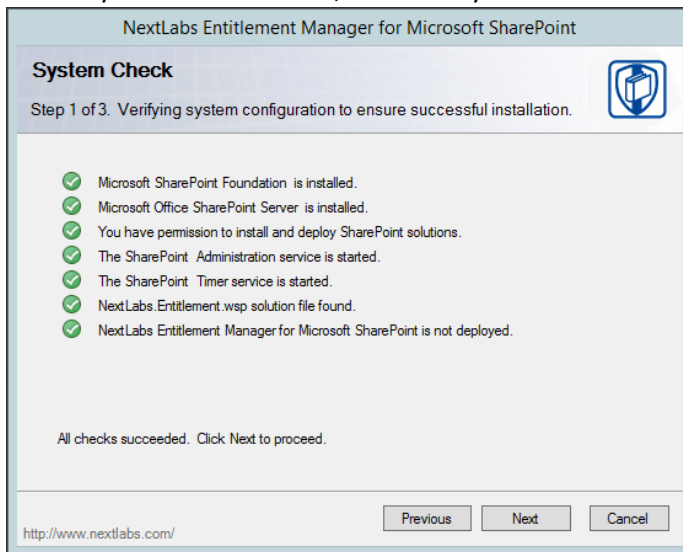 NextLabs Entitlement Manager for Microsoft SharePoint
System Check
Step 1 of 3. Verifying system configuration to ensure successful installation.
Microsoft SharePoint Foundation is installed.
Microsoft Office SharePoint Server is installed.
You have permission to install and deploy SharePoint solutions.
The SharePoint Administration service is started.
The SharePoint Timer service is started.
NextLabs.Entitlement.wsp solution file found.
NextLabs Entitlement Manager for Microsoft SharePoint is not deployed.
All checks succeeded. Click Next to proceed.
Previous Next Cancel
http://www.nextlabs.com/